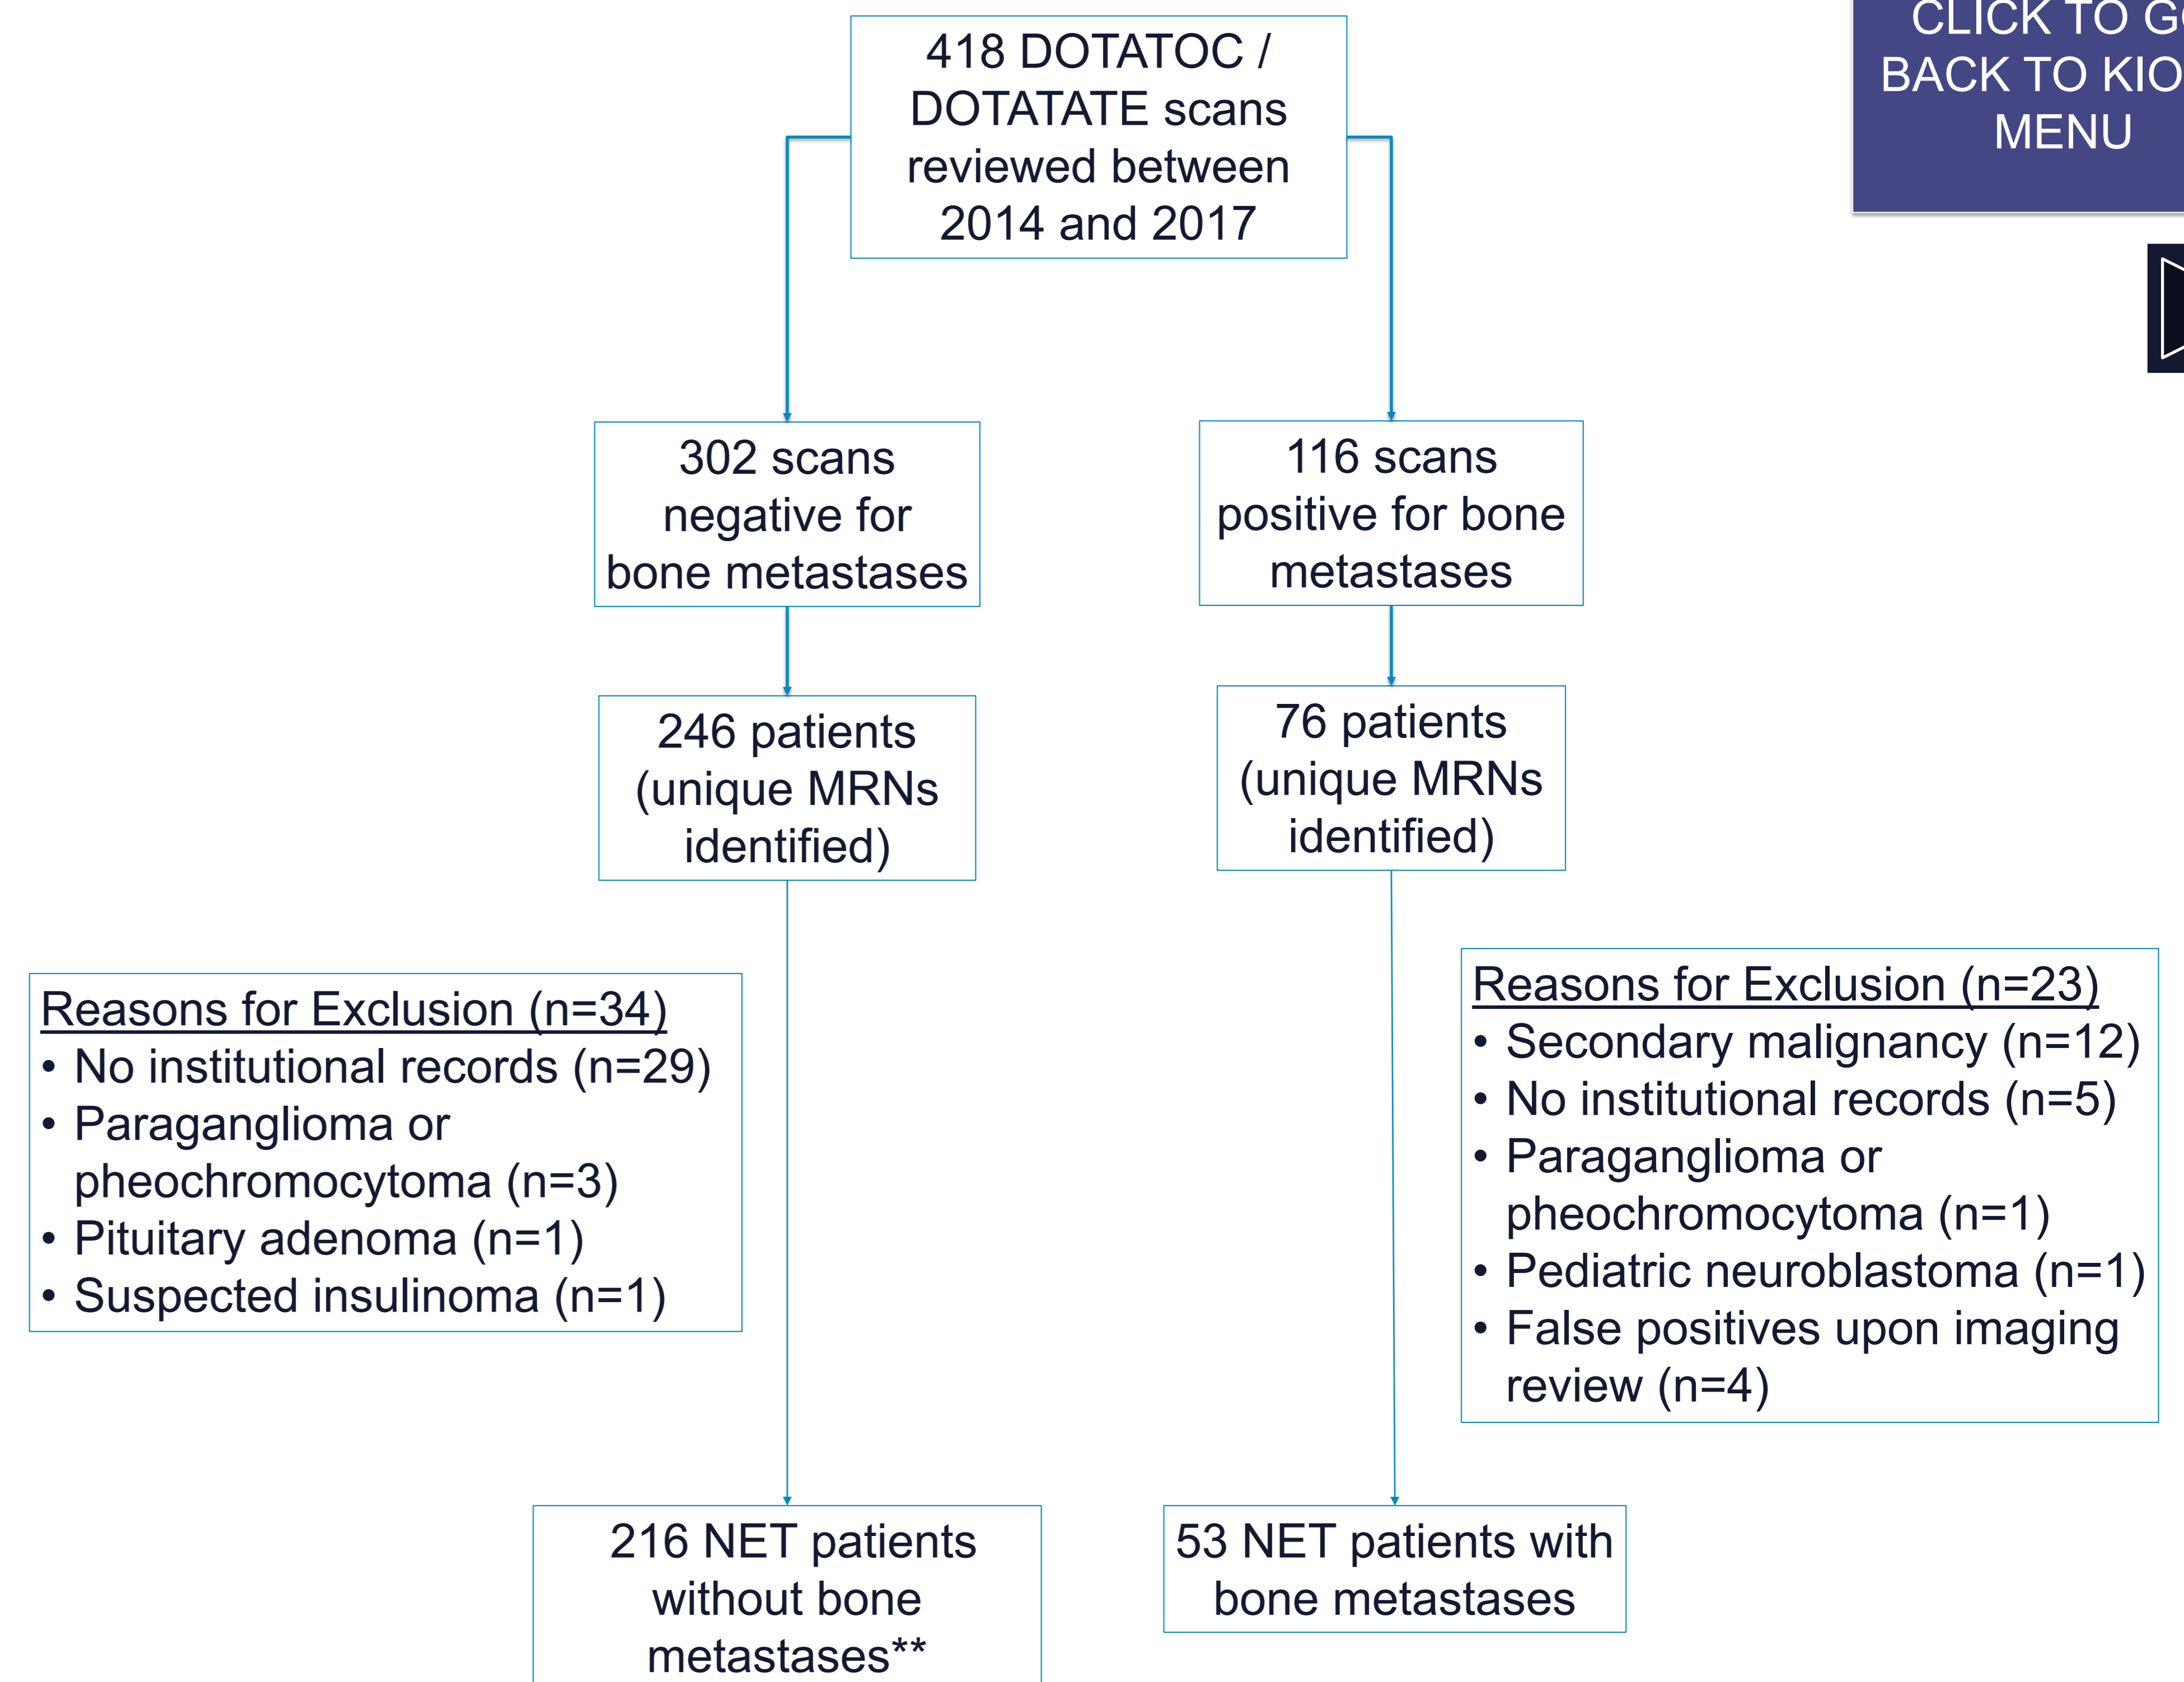 418 DOTATOC /
DOTATATE scans
reviewed between
2014 and 2017
CLICK TO
BACK TO
MENU
302 scans
negative for
bone metastases
116 scans
positive for bone
metastases
246 patients
(unique MRNs
identified)
76 patients
(unique MRNs
identified)
Reasons for Exclusion (n=34)
• No institutional records (n=29)
• Paraganglioma or
pheochromocytoma (n=3)
• Pituitary adenoma (n=1)
• Suspected insulinoma (n=1)
Reasons for Exclusion (n=23)
• Secondary malignancy (n=12)
• No institutional records (n=5)
• Paraganglioma or
pheochromocytoma (n=1)
• Pediatric neuroblastoma (n=1)
• False positives upon imaging
review (n=4)
216 NET patients
without bone
metastases**
53 NET patients with
bone metastases